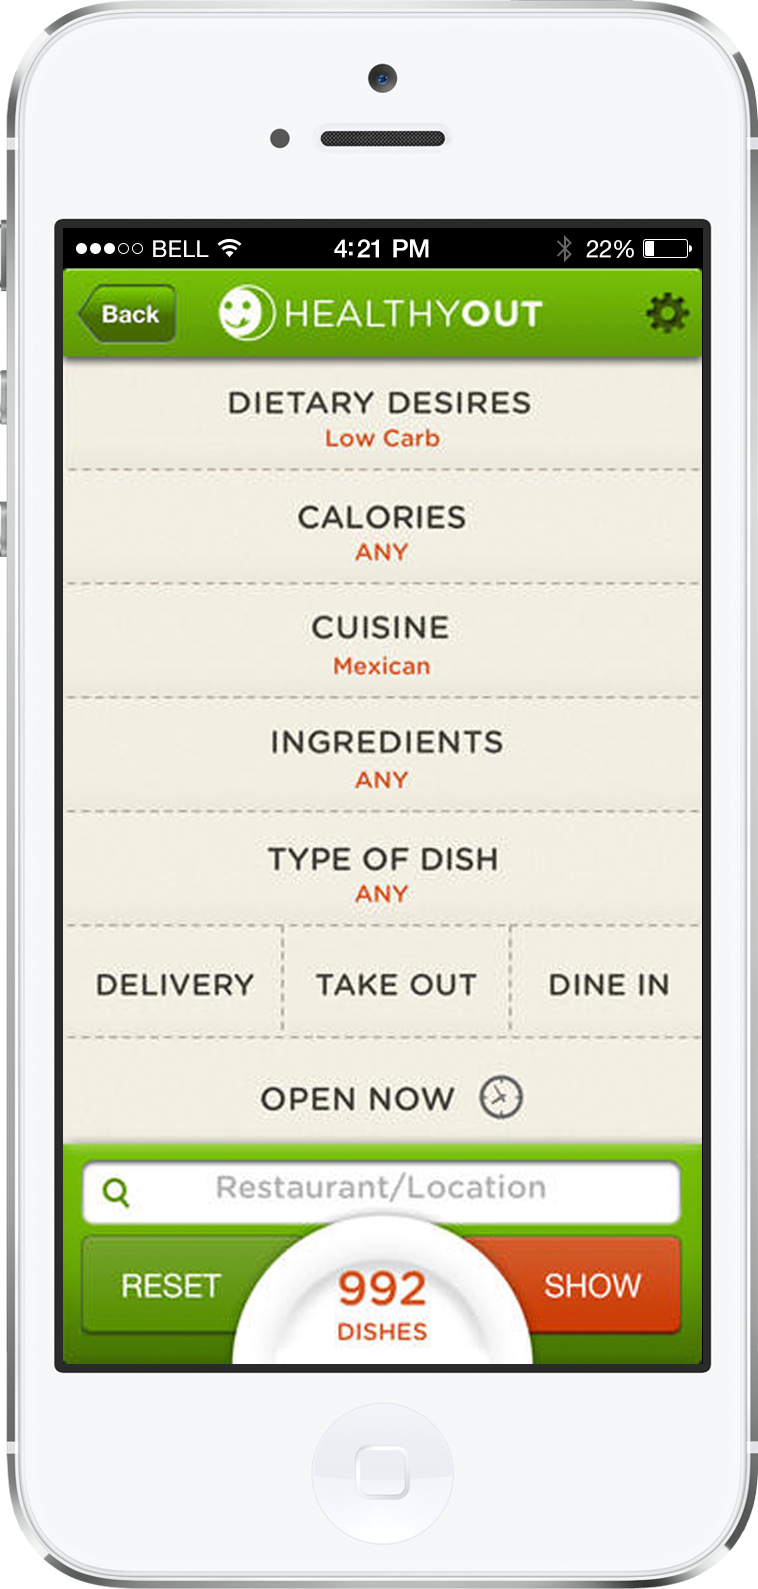 BELL 4:21 PM 22%
Back HEALTHYOUT
DIETARY DESIRES
Low Carb
CALORIES
ANY
CUISINE
Mexican
INGREDIENTS
ANY
TYPE OF DISH
ANY
DELIVERY TAKE OUT DINE IN
OPEN NOW
Restaurant/Location
RESET 992 SHOW
DISHES